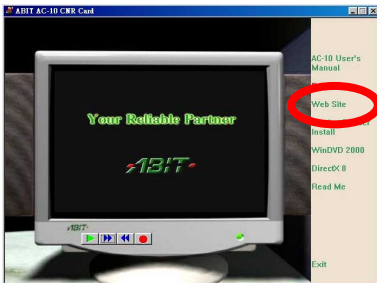 ABIT AC-10 CNR Card
AC-10 User's
Manual
Web Site
Install
WinDVD 2000
DirectX 8
Read Me
Exit
Your Reliable Partner
ABIT
ABIT